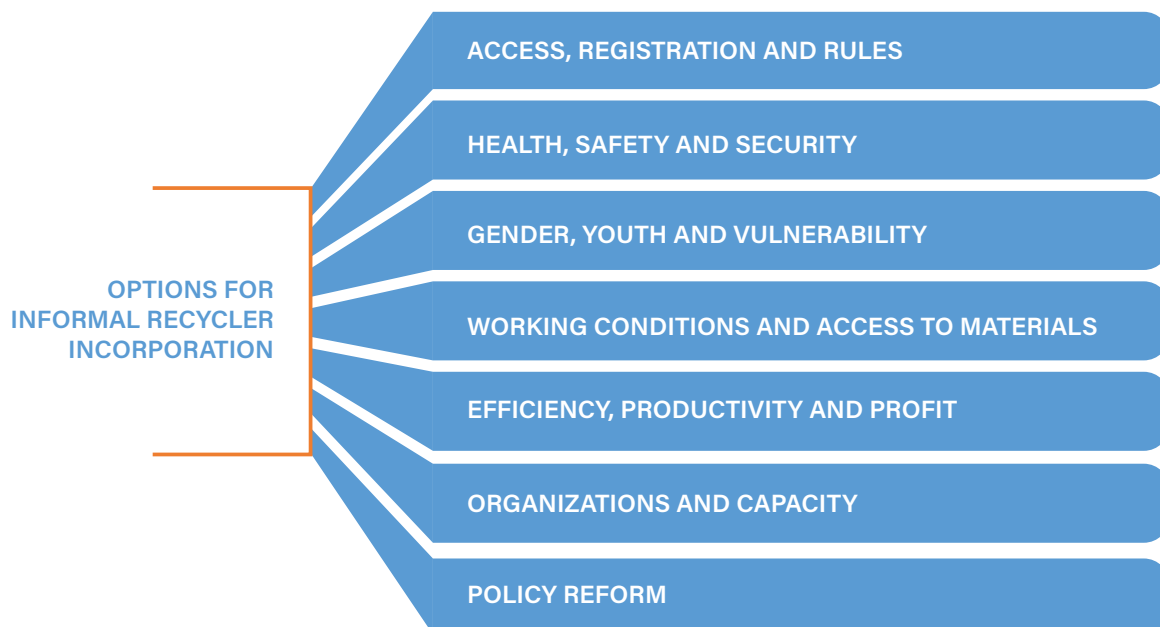 OPTIONS FOR
INFORMAL RECYCLER
INCORPORATION
ACCESS, REGISTRATION AND RULES
HEALTH, SAFETY AND SECURITY
GENDER, YOUTH AND VULNERABILITY
WORKING CONDITIONS AND ACCESS TO MATERIALS
EFFICIENCY, PRODUCTIVITY AND PROFIT
ORGANIZATIONS AND CAPACITY
POLICY REFORM